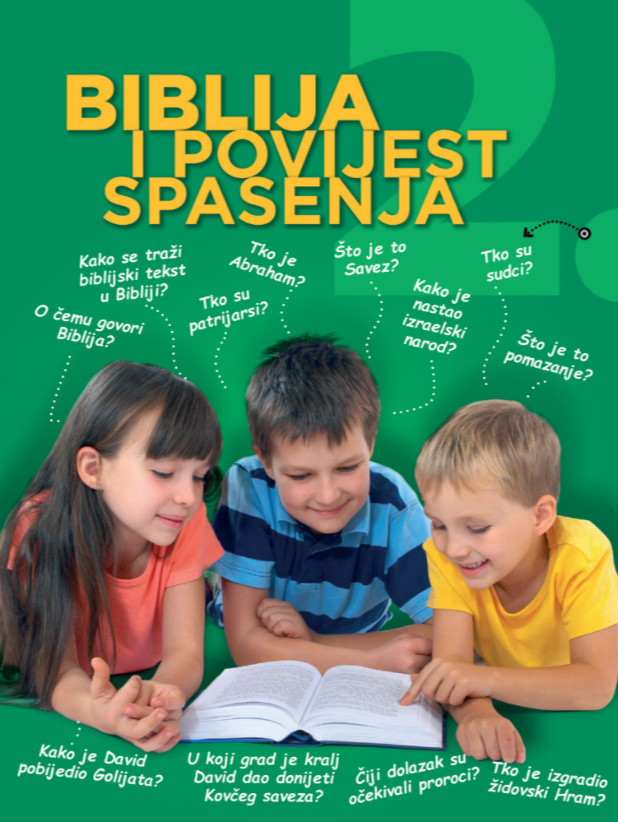 2.
BIBLIJA
I POVIJEST
SPASENJA
Kako se traži
biblijski tekst
u Bibliji?
Tko je
Abraham?
Što je to
Savez?
Tko su
sudci?
O čemu govori
Biblija?
Tko su
patrijarsi?
Kako je
nastao
izraelski
narod?
Što je to
pomazanje?
Kako je David
pobijedio Golijata?
U koji grad je kralj
David dao donijeti
Kovčeg saveza?
Čiji dolazak su
očekivali proroci?
Tko je izgradio
židovski Hram?